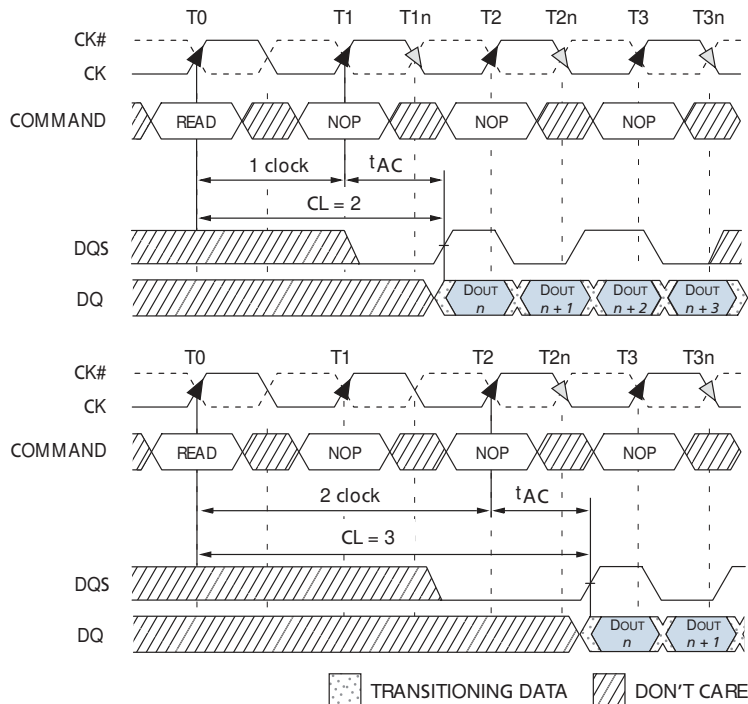 T0 T1 T1n T2 T2n T3 T3n
CK#
CK
COMMAND READ NOP NOP NOP
1 clock tAC
CL = 2
DQS
DQ DOUT n DOUT n + 1 DOUT n + 2 DOUT n + 3
T0 T1 T2 T2n T3 T3n
CK#
CK
COMMAND READ NOP NOP NOP
2 clock tAC
CL = 3
DQS
DQ DOUT n DOUT n + 1
TRANSITIONING DATA DON'T CARE